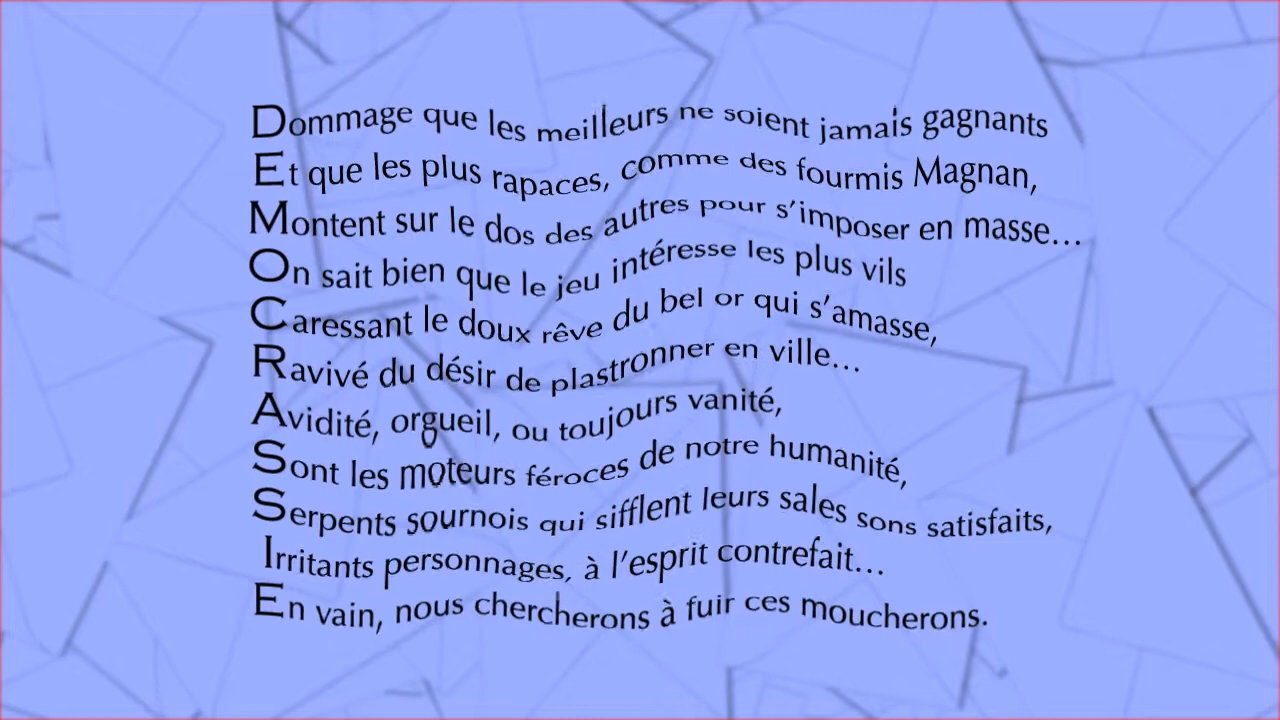 Dommage que les meilleurs ne soient jamais gagnants
Et que les plus rapaces, comme des fourmis Magnan,
Montent sur le dos des autres pour s'imposer en masse…
On sait bien que le jeu intéresse les plus vils
Caressant le doux rêve du bel or qui s'amasse,
Ravivé du désir de plastronner en ville…
Avidité, orgueil, ou toujours vanité,
Sont les moteurs féroces de notre humanité,
Serpents sournois qui sifflent leurs sales sons satisfaits,
Irritants personnages, à l'esprit contrefait…
En vain, nous chercherons à fuir ces moucherons.